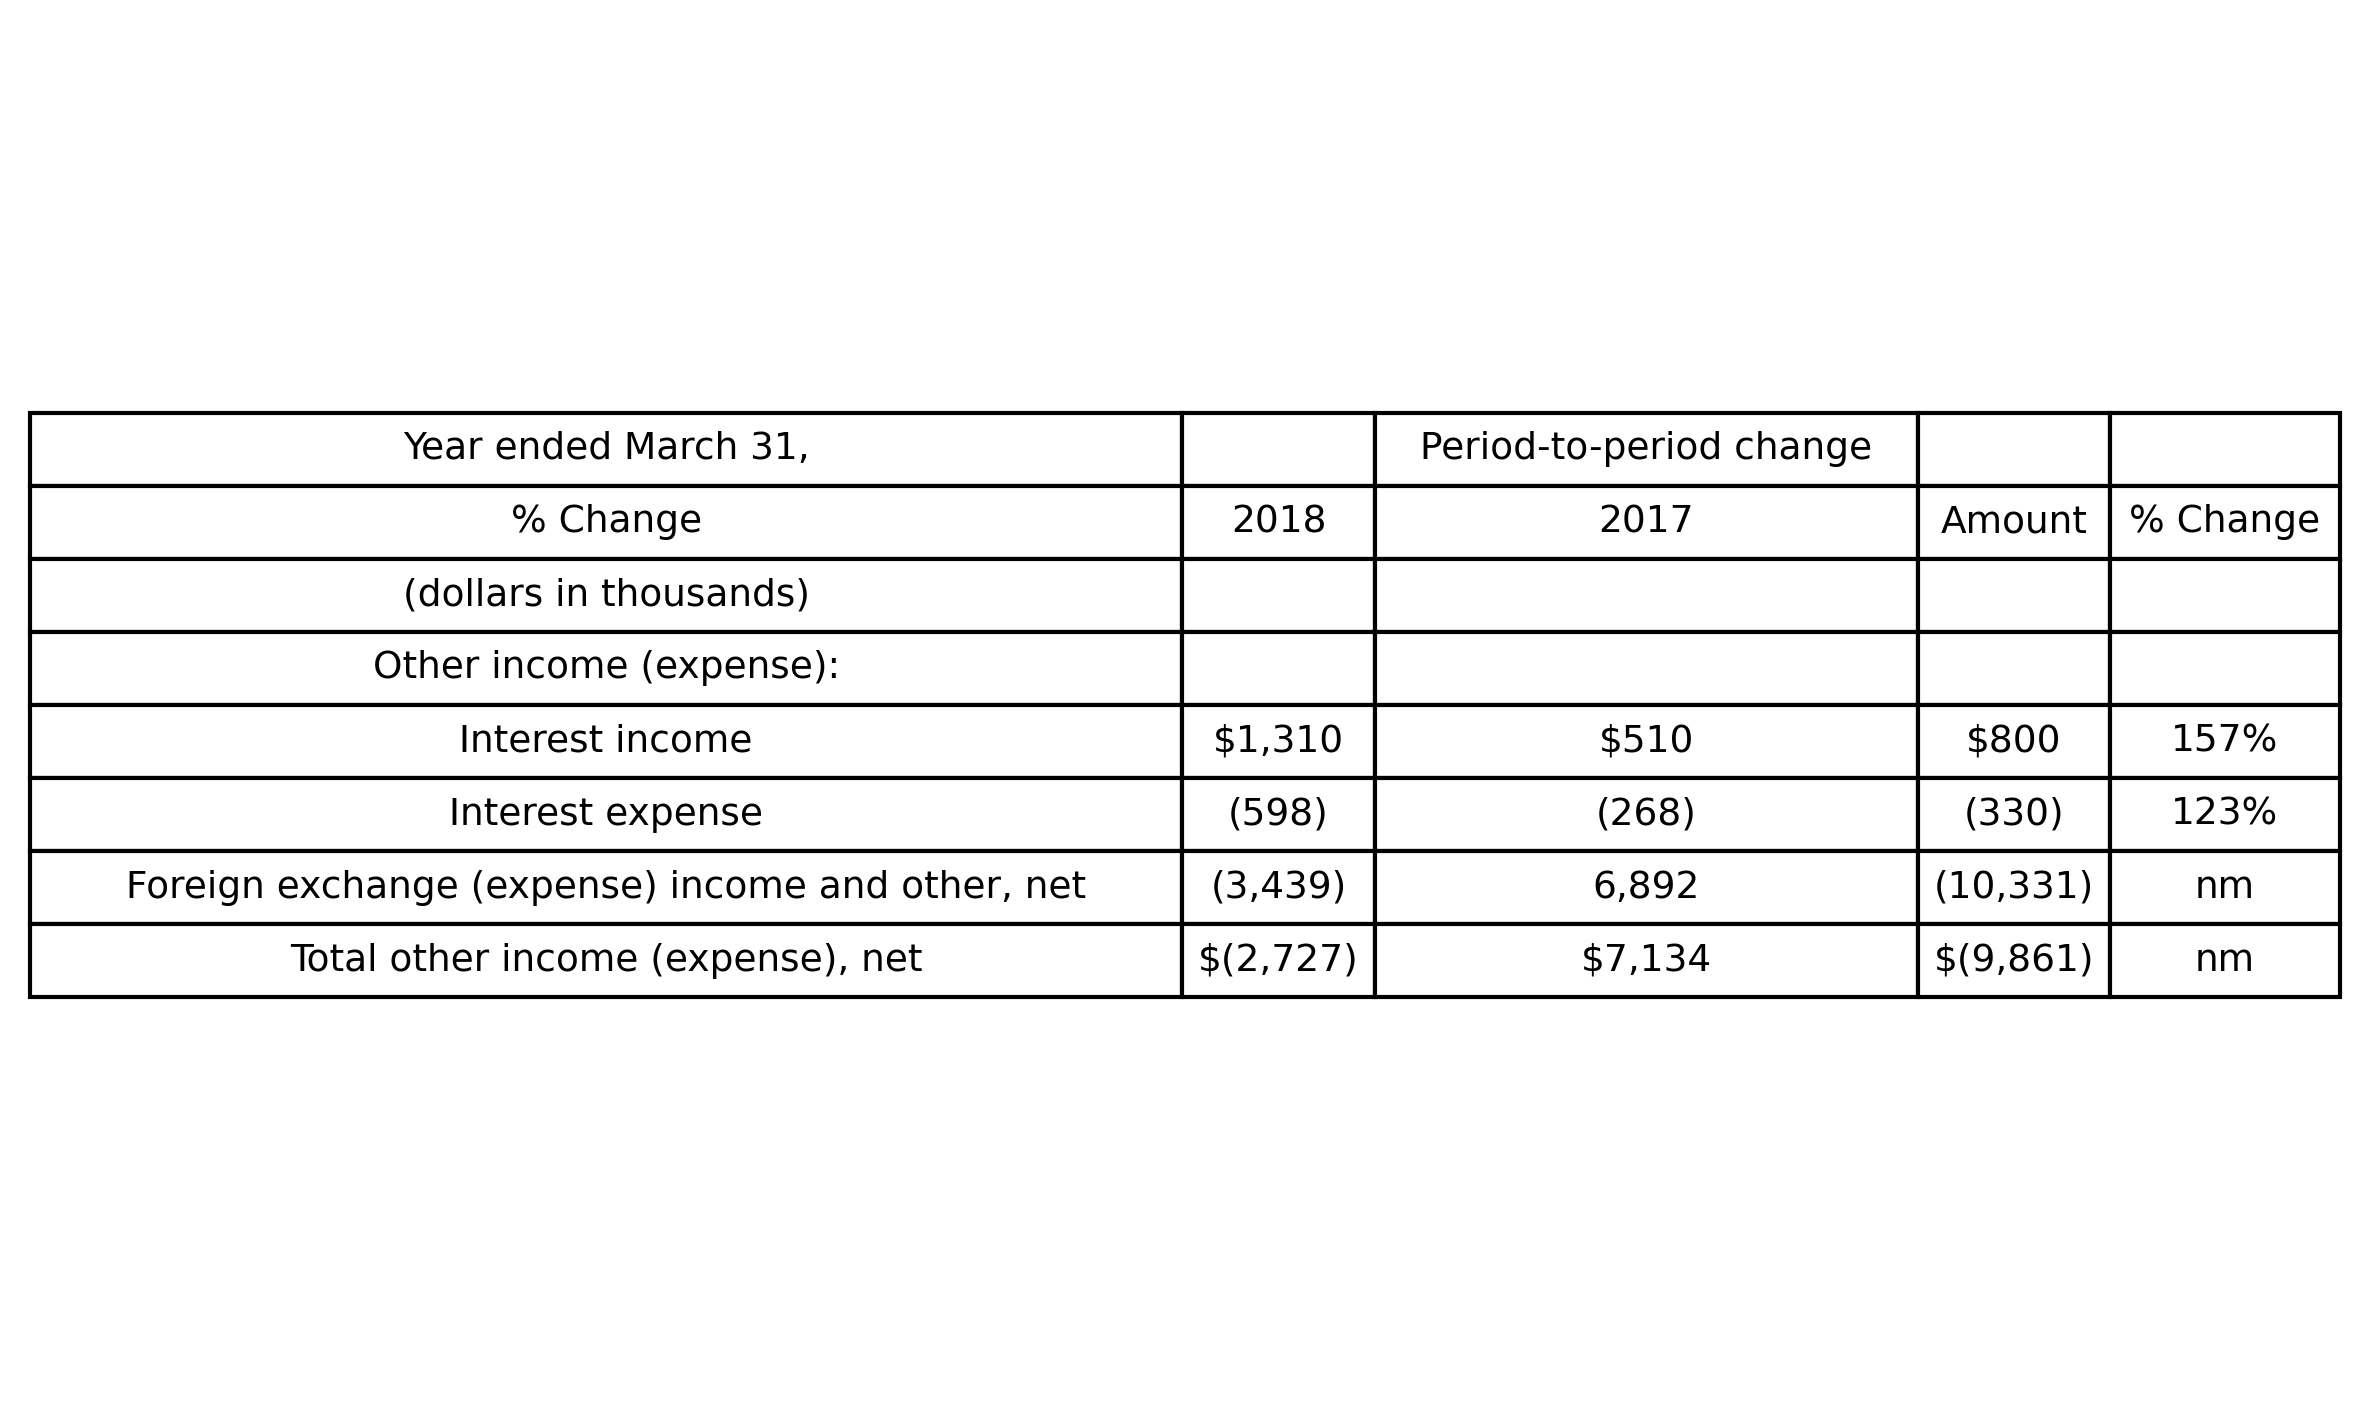 Year ended March 31, Period-to-period change
% Change 2018 2017 Amount % Change
(dollars in thousands)
Other income (expense):
Interest income $1,310 $510 $800 157%
Interest expense (598) (268) (330) 123%
Foreign exchange (expense) income and other, net (3,439) 6,892 (10,331) nm
Total other income (expense), net $(2,727) $7,134 $(9,861) nm